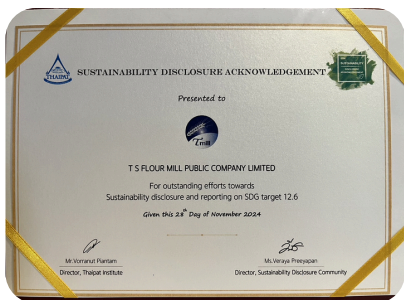 THAIPAT
SUSTAINABILITY DISCLOSURE ACKNOWLEDGEMENT
SUSTAINABILITY
Presented to
Tmill
T S FLOUR MILL PUBLIC COMPANY LIMITED
For outstanding efforts towards
Sustainability disclosure and reporting on SDG target 12.6
Given this 28th Day of November 2024
Mr.Vorranut Piantam
Ms.Veraya Preeyapan
Director, Thaipat Institute
Director, Sustainability Disclosure Community